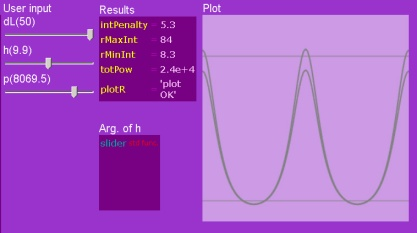 User input
dL(50)
h(9.9)
p(8069.5)
Results
intPenalty 5.3
rMaxInt 84
rMinInt 8.3
totPow 2.4e+4
plotR 'plot OK'
Arg. of h
slider
Plot